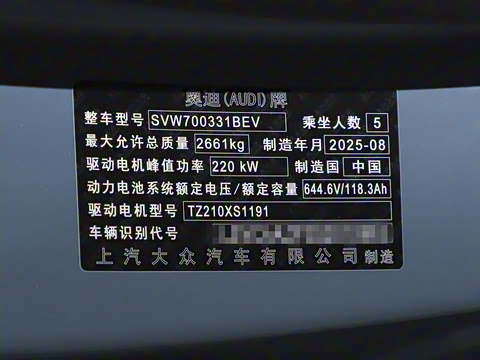 奥迪(AUDI)牌
整车型号 SVW700331BEV 乘坐人数 5
最大允许总质量 2661kg 制造年月 2025-08
驱动电机峰值功率 220 kW 制造国 中国
动力电池系统额定电压/额定容量 644.6V/118.3Ah
驱动电机型号 TZ210XS1191
车辆识别代号
上汽大众汽车有限公司 制造